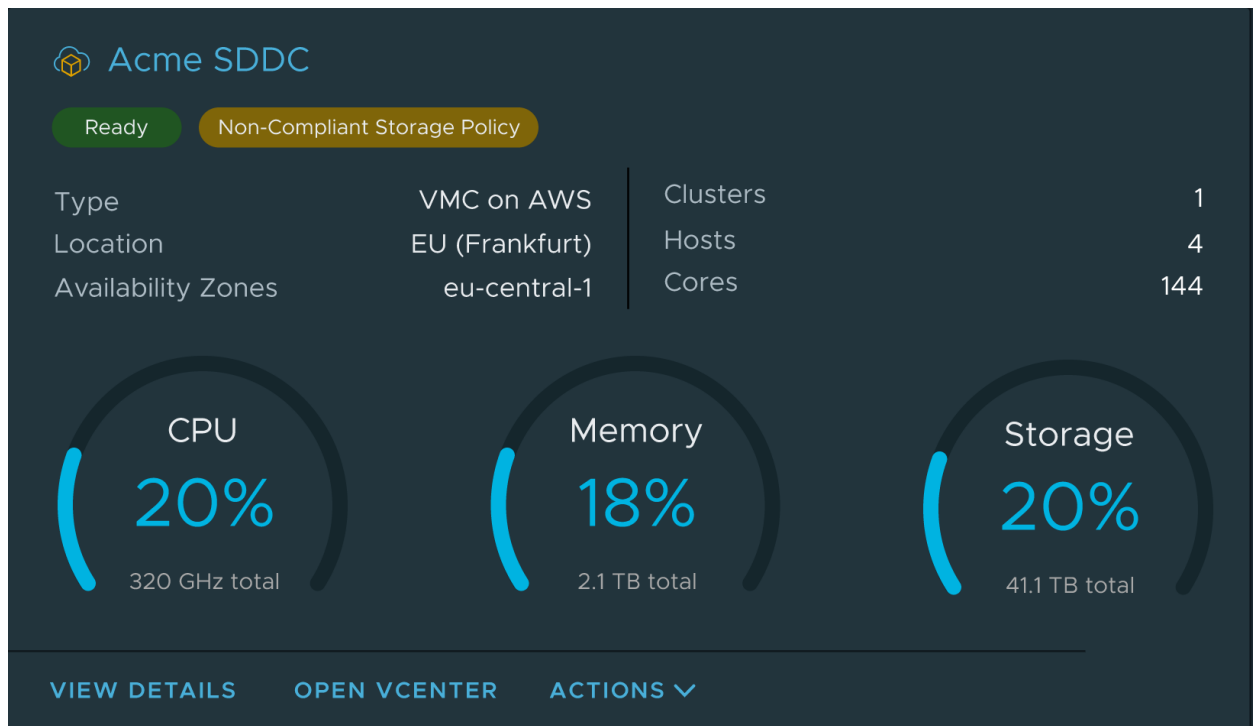 Acme SDDC
Ready
Non-Compliant Storage Policy
Type VMC on AWS
Location EU (Frankfurt)
Availability Zones eu-central-1
Clusters 1
Hosts 4
Cores 144
CPU
20%
320 GHz total
Memory
18%
2.1 TB total
Storage
20%
41.1 TB total
VIEW DETAILS OPEN VCENTER ACTIONS